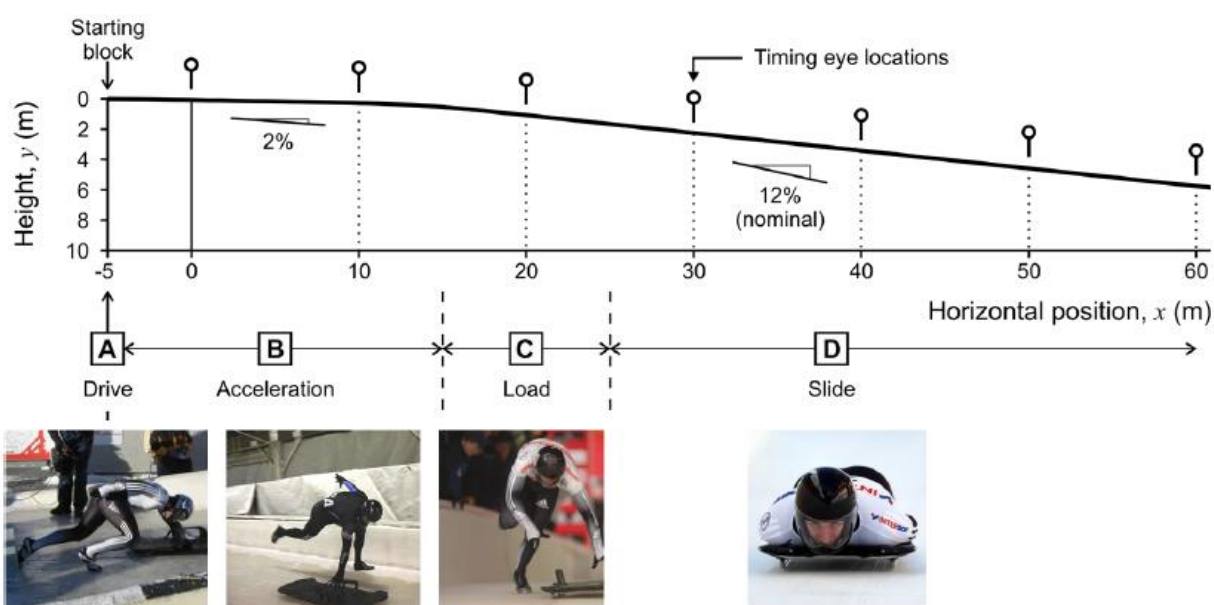 Starting
block
Timing eye locations
Height, y (m)
0
2
4
6
8
10
2%
12%
(nominal)
-5
0
10
20
30
40
50
60
Horizontal position, x (m)
A
B
C
D
Drive
Acceleration
Load
Slide